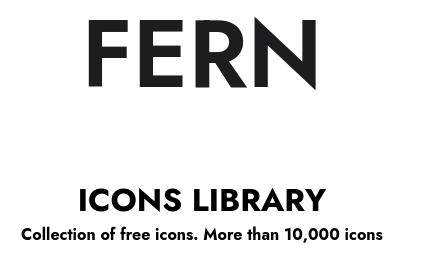 FERN
ICONS LIBRARY
Collection of free icons. More than 10,000 icons